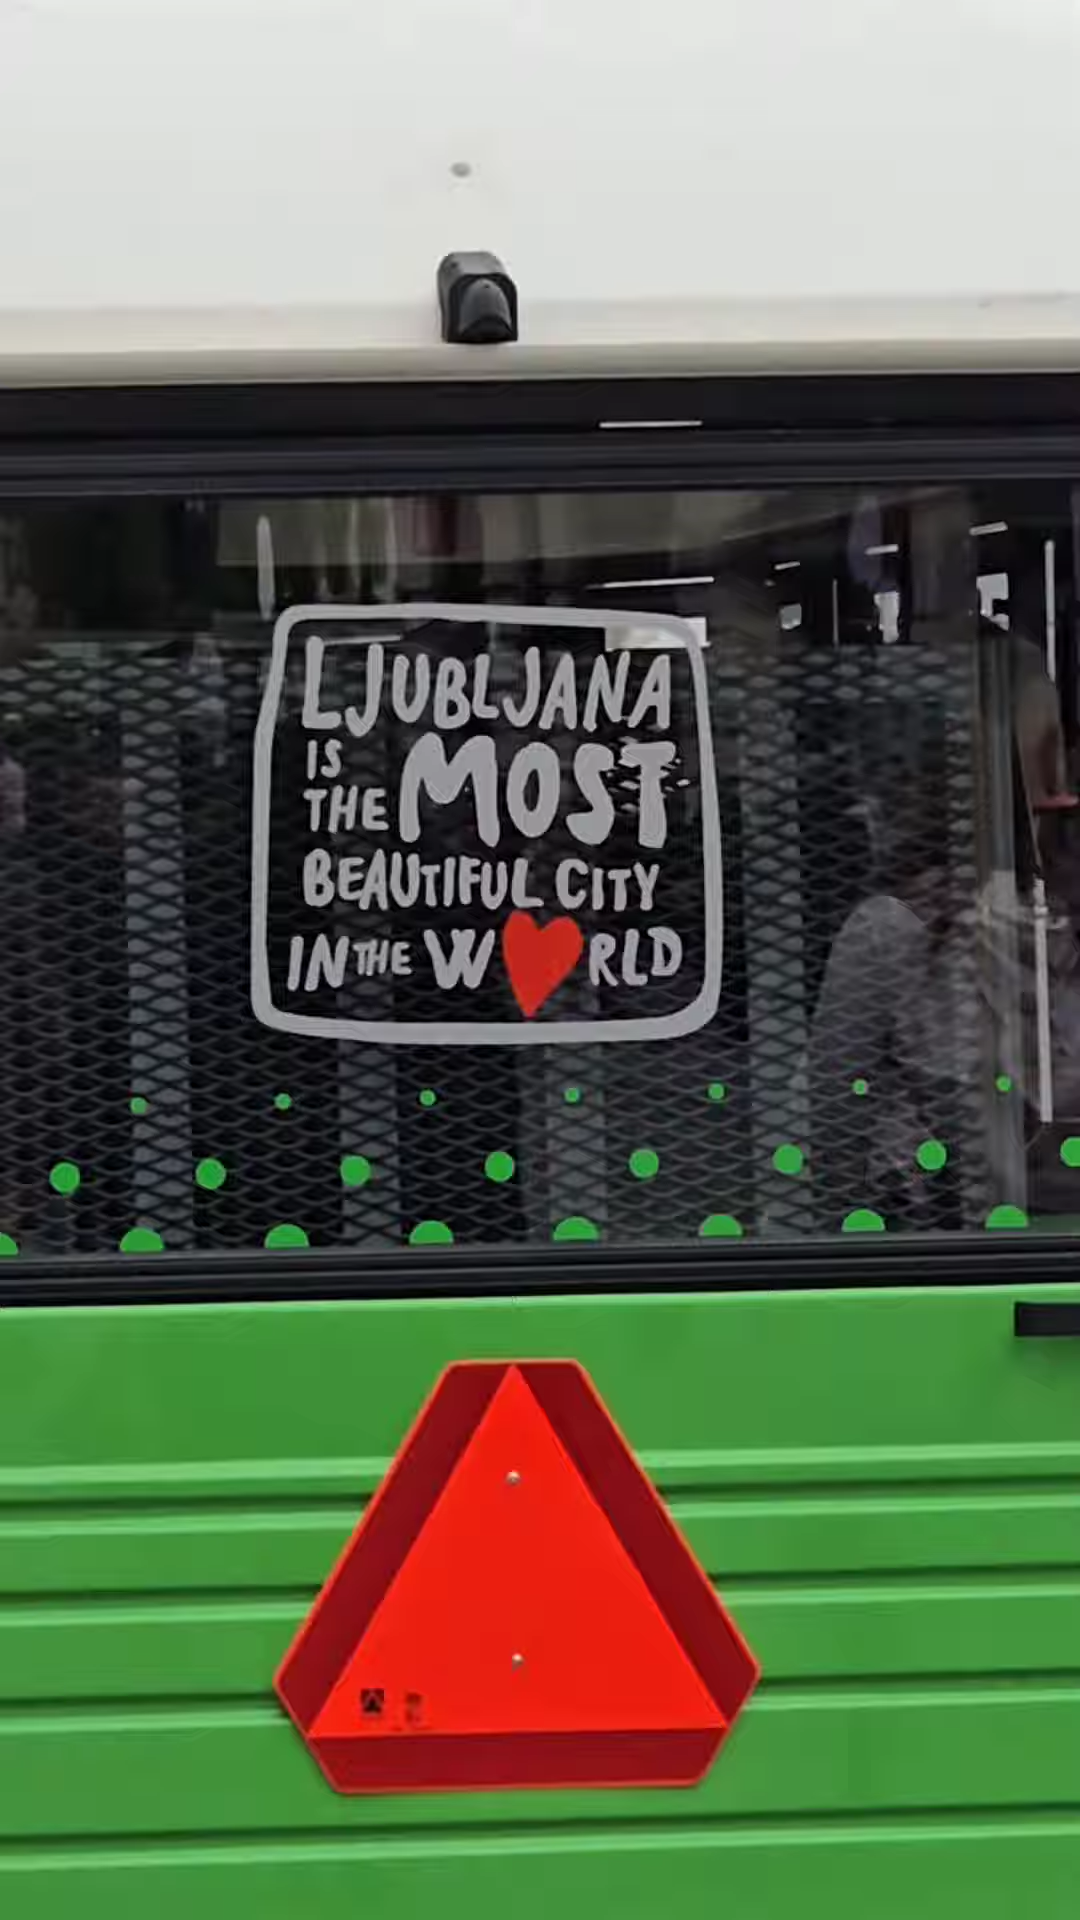 LJUBLJANA
IS
THE MOST
BEAUTIFUL CITY
IN THE W❤RLD